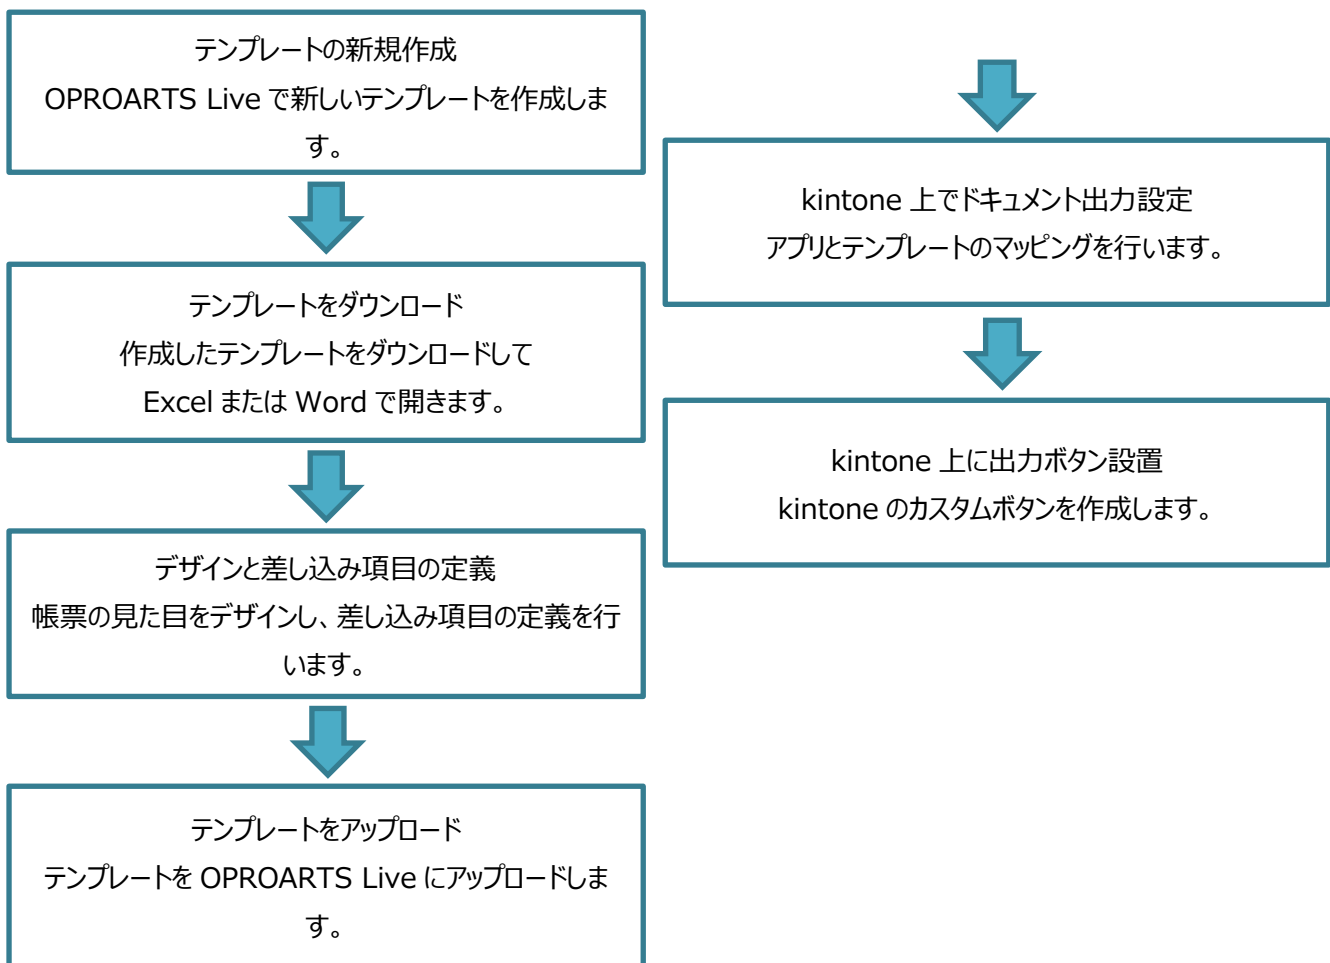 テンプレートの新規作成
OPROARTS Live で新しいテンプレートを作成しま
す。
テンプレートをダウンロード
作成したテンプレートをダウンロードして
Excel または Word で開きます。
デザインと差し込み項目の定義
帳票の見た目をデザインし、差し込み項目の定義を行
います。
テンプレートをアップロード
テンプレートを OPROARTS Live にアップロードしま
す。
kintone 上でドキュメント出力設定
アプリとテンプレートのマッピングを行います。
kintone 上に出力ボタン設置
kintone のカスタムボタンを作成します。